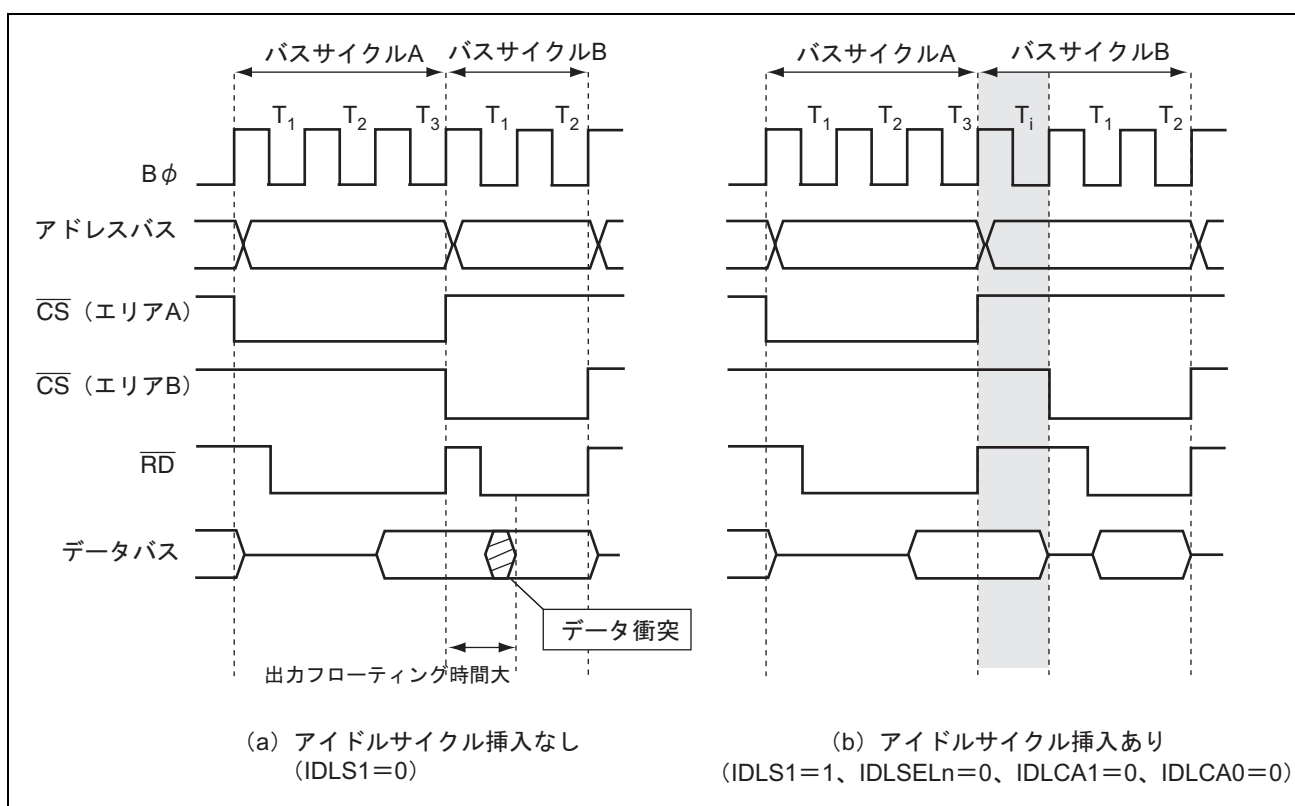 バスサイクルA バスサイクルB
T1 T2 T3 T1 T2
Bφ
アドレスバス
CS（エリアA）
CS（エリアB）
RD
データバス
データ衝突
出力フローティング時間大
（a）アイドルサイクル挿入なし
（IDLS1＝0）
バスサイクルA バスサイクルB
T1 T2 T3 Ti T1 T2
（b）アイドルサイクル挿入あり
（IDLS1＝1、IDLSELn＝0、IDLCA1＝0、IDLCA0＝0）